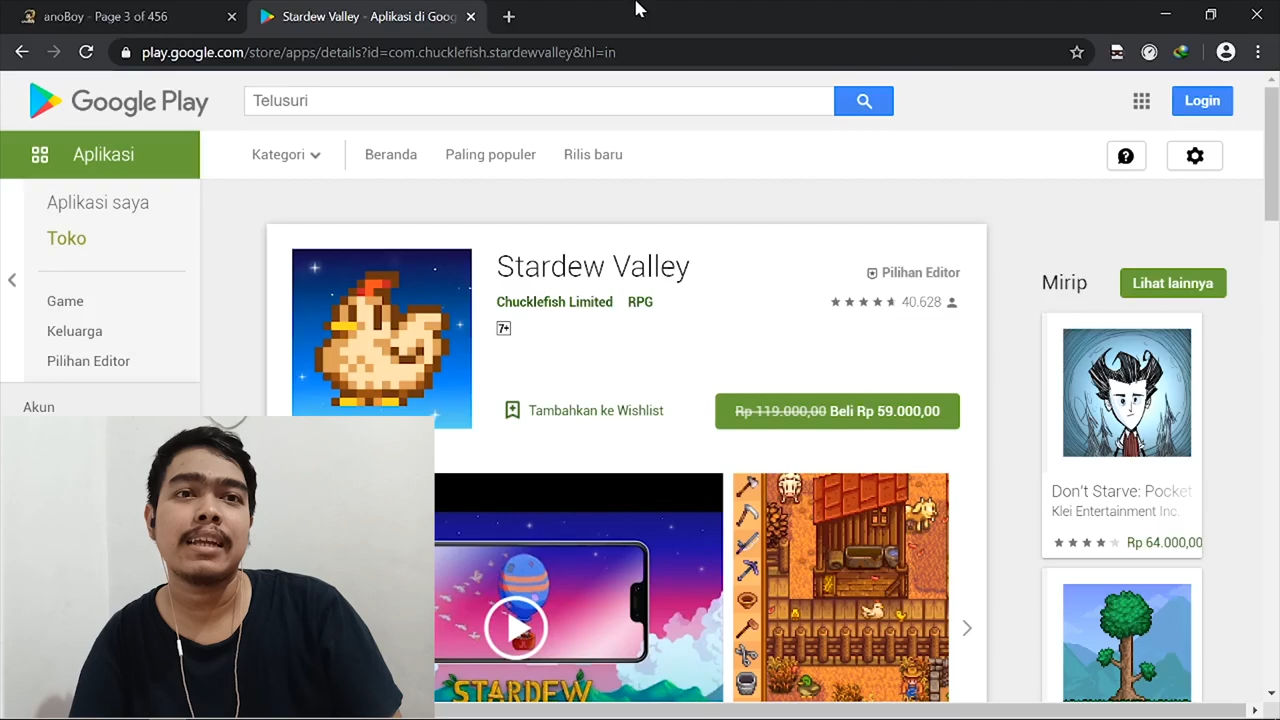 anoBoy - Page 3 of 456
Stardew Valley - Aplikasi di Goog
play.google.com/store/apps/details?id=com.chucklefish.stardewvalley&hl=in
Google Play
Telusuri
Login
Aplikasi
Kategori
Beranda
Paling populer
Rilis baru
Aplikasi saya
Toko
Game
Keluarga
Pilihan Editor
Akun
Stardew Valley
Pilihan Editor
Chucklefish Limited RPG
40.628
7+
Tambahkan ke Wishlist
Rp 119.000,00 Beli Rp 59.000,00
STARDEW
Mirip
Lihat lainnya
Don't Starve: Pocket
Klei Entertainment Inc.
Rp 64.000,00